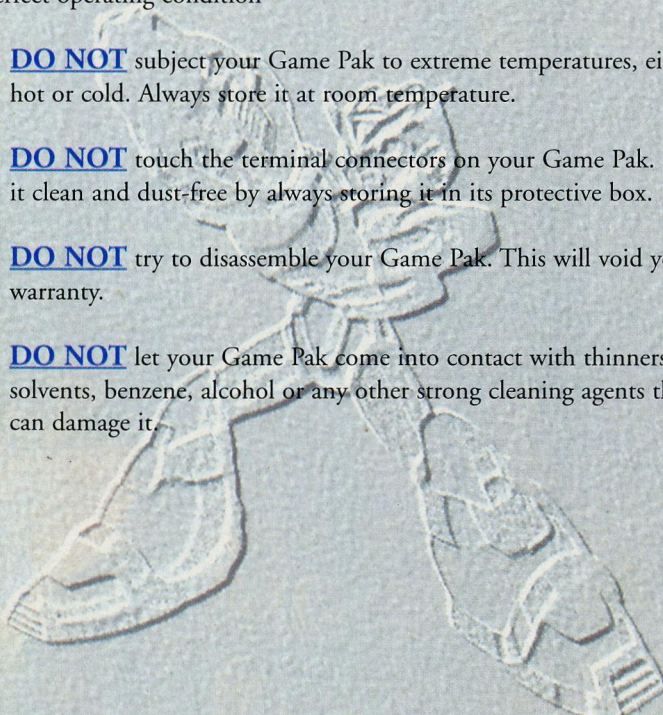 operating condition
DO NOT subject your Game Pak to extreme temperatures,
hot or cold. Always store it at room temperature.
DO NOT touch the terminal connectors on your Game Pak.
it clean and dust-free by always storing it in its protective box.
DO NOT try to disassemble your Game Pak. This will void
warranty.
DO NOT let your Game Pak come into contact with thinners
solvents, benzene, alcohol or any other strong cleaning agents
can damage it.